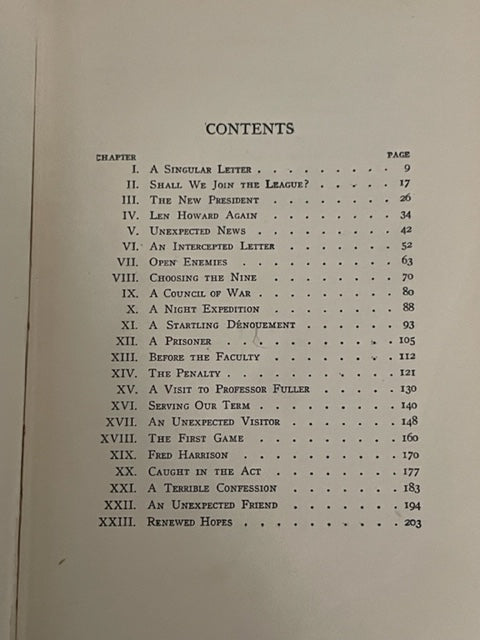 CONTENTS
CHAPTER PAGE
I. A Singular Letter . . . . . . . . . 9
II. Shall We Join the League? . . . . . 17
III. The New President . . . . . . . 26
IV. Len Howard Again . . . . . . . 34
V. Unexpected News . . . . . . . . 42
VI. An Intercepted Letter . . . . . . 52
VII. Open Enemies . . . . . . . . . 63
VIII. Choosing the Nine . . . . . . . 70
IX. A Council of War . . . . . . . . 80
X. A Night Expedition . . . . . . . 88
XI. A Startling Dénouement . . . . . . 93
XII. A Prisoner . . . . . . . . . . 105
XIII. Before the Faculty . . . . . . . 112
XIV. The Penalty . . . . . . . . . . 121
XV. A Visit to Professor Fuller . . . . . 130
XVI. Serving Our Term . . . . . . . . 140
XVII. An Unexpected Visitor . . . . . . 148
XVIII. The First Game . . . . . . . . 160
XIX. Fred Harrison . . . . . . . . . 170
XX. Caught in the Act . . . . . . . 177
XXI. A Terrible Confession . . . . . . . 183
XXII. An Unexpected Friend . . . . . . . 194
XXIII. Renewed Hopes . . . . . . . . . 203